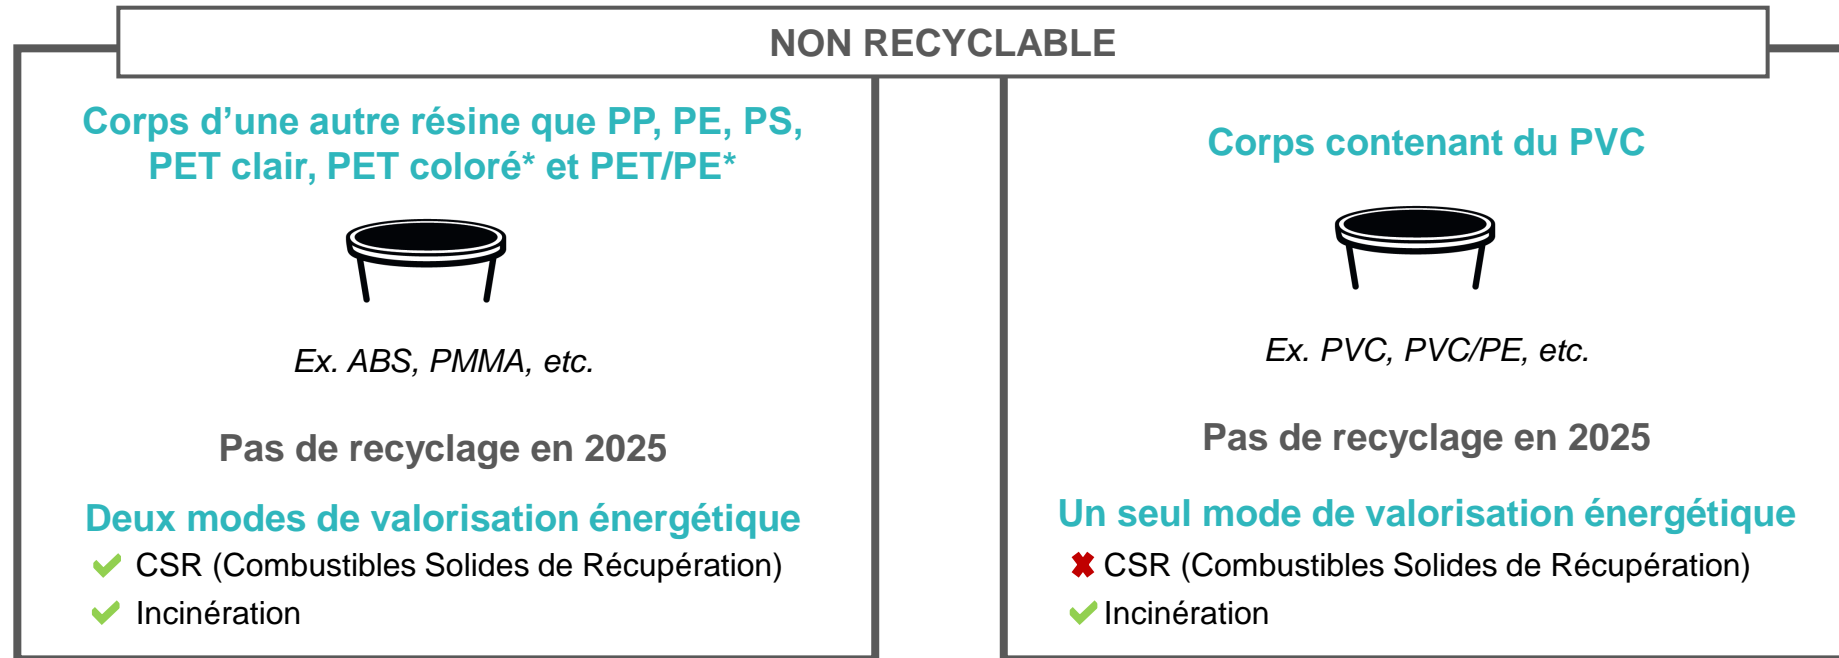 NON RECYCLABLE
Corps d’une autre résine que PP, PE, PS,
PET clair, PET coloré* et PET/PE*
Ex. ABS, PMMA, etc.
Pas de recyclage en 2025
Deux modes de valorisation énergétique
CSR (Combustibles Solides de Récupération)
Incinération
Corps contenant du PVC
Ex. PVC, PVC/PE, etc.
Pas de recyclage en 2025
Un seul mode de valorisation énergétique
CSR (Combustibles Solides de Récupération)
Incinération